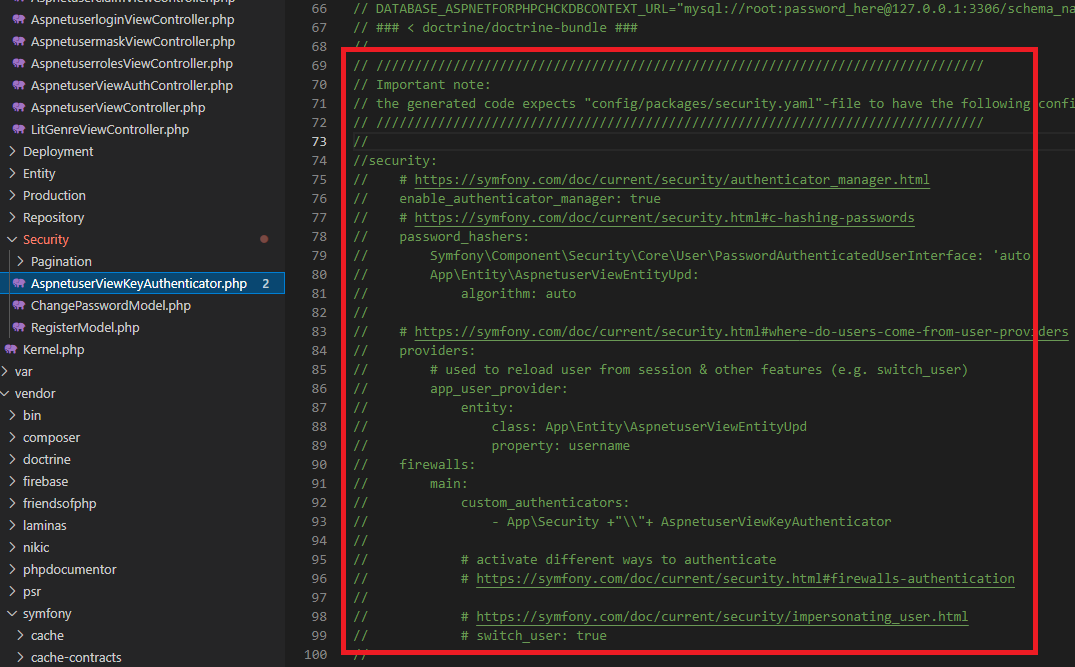 AspnetuserloginViewController.php
AspnetusermaskViewController.php
AspnetuserrolesViewController.php
AspnetuserViewAuthController.php
AspnetuserViewController.php
LitGenreViewController.php
Deployment
Entity
Production
Repository
Security
Pagination
AspnetuserViewKeyAuthenticator.php 2
ChangePasswordModel.php
RegisterModel.php
Kernel.php
var
vendor
bin
composer
doctrine
firebase
friendsofphp
laminas
nikic
phpdocumentor
psr
symfony
cache
cache-contracts
66 // DATABASE_ASPNETFORPHPCHCKDBCONTEXT_URL="mysql://root:password_here@127.0.0.1:3306/schema_na
67 // ### < doctrine/doctrine-bundle ###
68 //
69 // ///////////////////////////////////////////////////////////////////////////////
70 // Important note:
71 // the generated code expects "config/packages/security.yaml"-file to have the following confi
72 // ///////////////////////////////////////////////////////////////////////////////
73 //
74 //security:
75 //    # https://symfony.com/doc/current/security/authenticator_manager.html
76 //    enable_authenticator_manager: true
77 //    # https://symfony.com/doc/current/security.html#c-hashing-passwords
78 //    password_hashers:
79 //        Symfony\Component\Security\Core\User\PasswordAuthenticatedUserInterface: 'auto
80 //        App\Entity\AspnetuserViewEntityUpd:
81 //            algorithm: auto
82 //
83 //    # https://symfony.com/doc/current/security.html#where-do-users-come-from-user-providers
84 //    providers:
85 //        # used to reload user from session & other features (e.g. switch_user)
86 //        app_user_provider:
87 //            entity:
88 //                class: App\Entity\AspnetuserViewEntityUpd
89 //                property: username
90 //    firewalls:
91 //        main:
92 //            custom_authenticators:
93 //                - App\Security +"\\"+ AspnetuserViewKeyAuthenticator
94 //
95 //            # activate different ways to authenticate
96 //            # https://symfony.com/doc/current/security.html#firewalls-authentication
97 //
98 //            # https://symfony.com/doc/current/security/impersonating_user.html
99 //            # switch_user: true
100 //